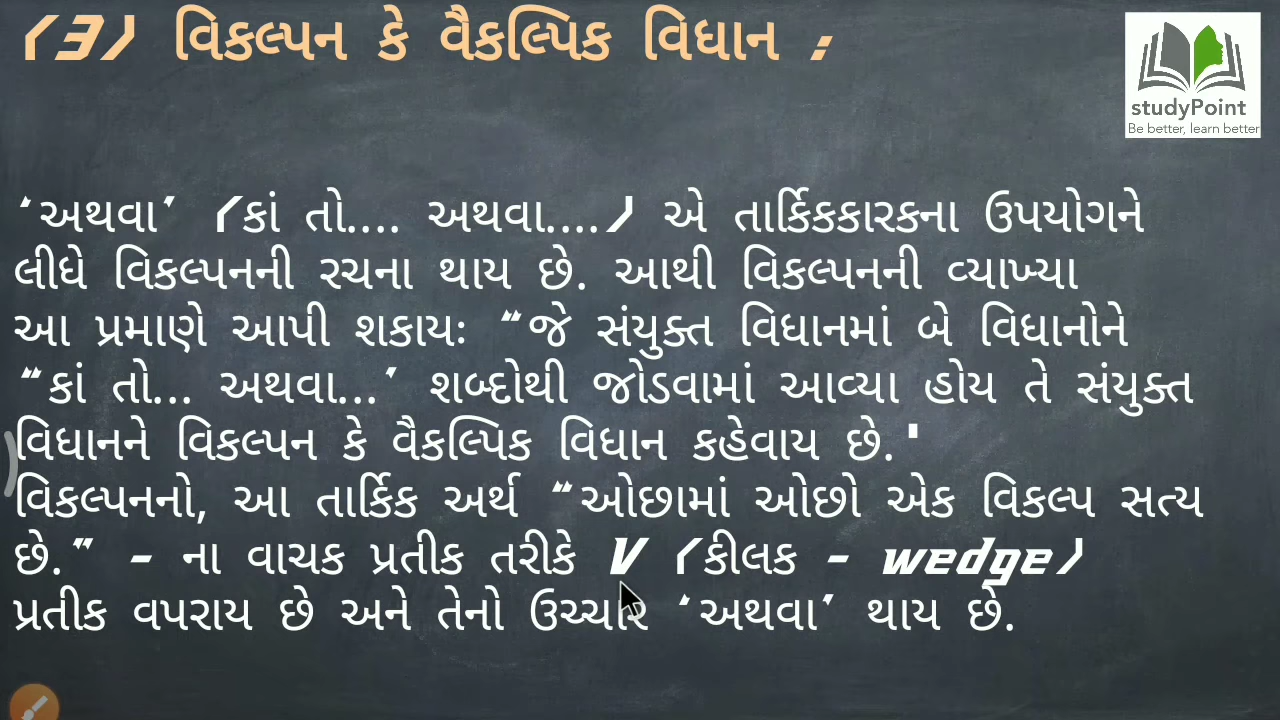 (3) વિકલ્પન કે વૈકલ્પિક વિધાન :
studyPoint
Be better, learn better
‘અથવા’ (કાં તો.... અથવા....) એ તાર્કિકકારકના ઉપયોગને
લીધે વિકલ્પનની રચના થાય છે. આથી વિકલ્પનની વ્યાખ્યા
આ પ્રમાણે આપી શકાયઃ “જે સંયુક્ત વિધાનમાં બે વિધાનોને
“કાં તો... અથવા...’ શબ્દોથી જોડવામાં આવ્યા હોય તે સંયુક્ત
વિધાનને વિકલ્પન કે વૈકલ્પિક વિધાન કહેવાય છે.'
વિકલ્પનનો, આ તાર્કિક અર્થ “ઓછામાં ઓછો એક વિકલ્પ સત્ય
છે.” - ના વાચક પ્રતીક તરીકે V (કીલક - wedge)
પ્રતીક વપરાય છે અને તેનો ઉચ્ચાર ‘અથવા’ થાય છે.